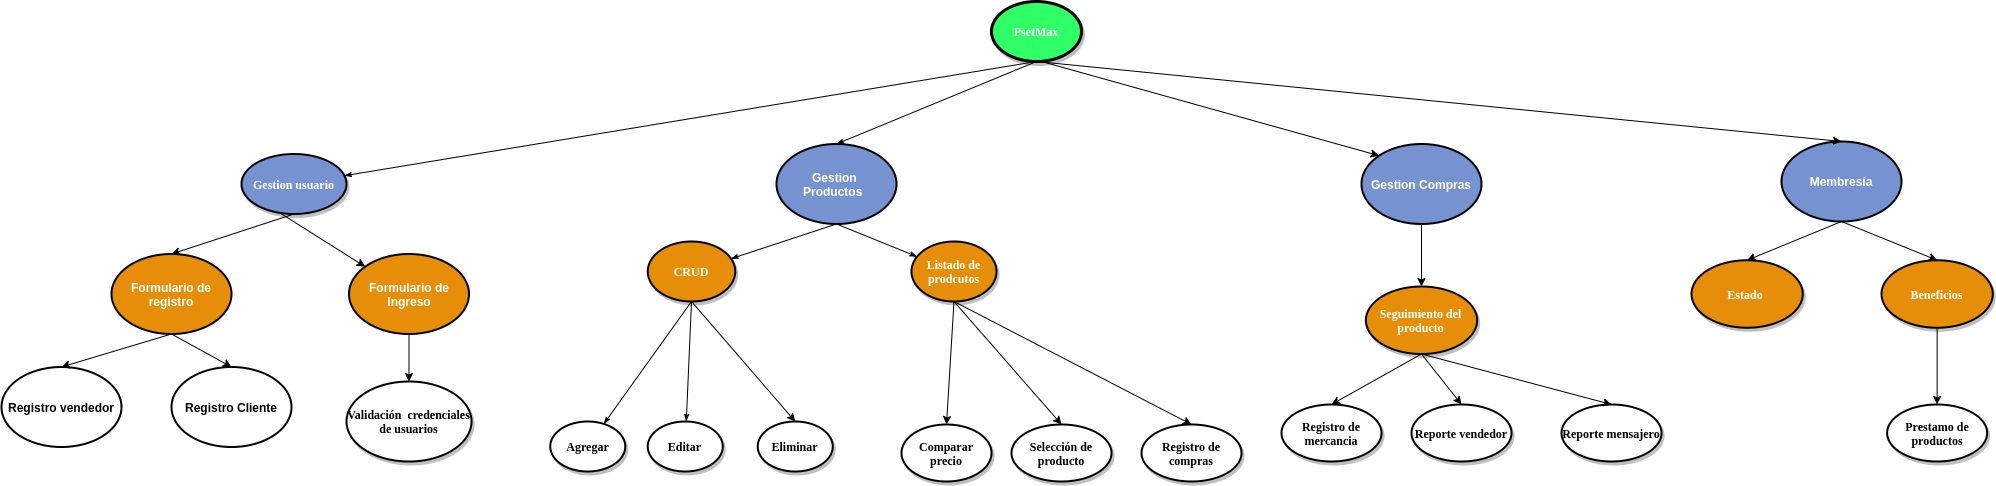 PsetMax
Gestion usuario
Gestion
Productos
Gestion Compras
Membresía
Formulario de
registro
Formulario de
Ingreso
CRUD
Listado de
prodcutos
Seguimiento del
producto
Estado
Beneficios
Registro vendedor
Registro Cliente
Validación  credenciales
de usuarios
Agregar
Editar
Eliminar
Comparar
precio
Selección de
producto
Registro de
compras
Registro de
mercancia
Reporte vendedor
Reporte mensajero
Prestamo de
productos